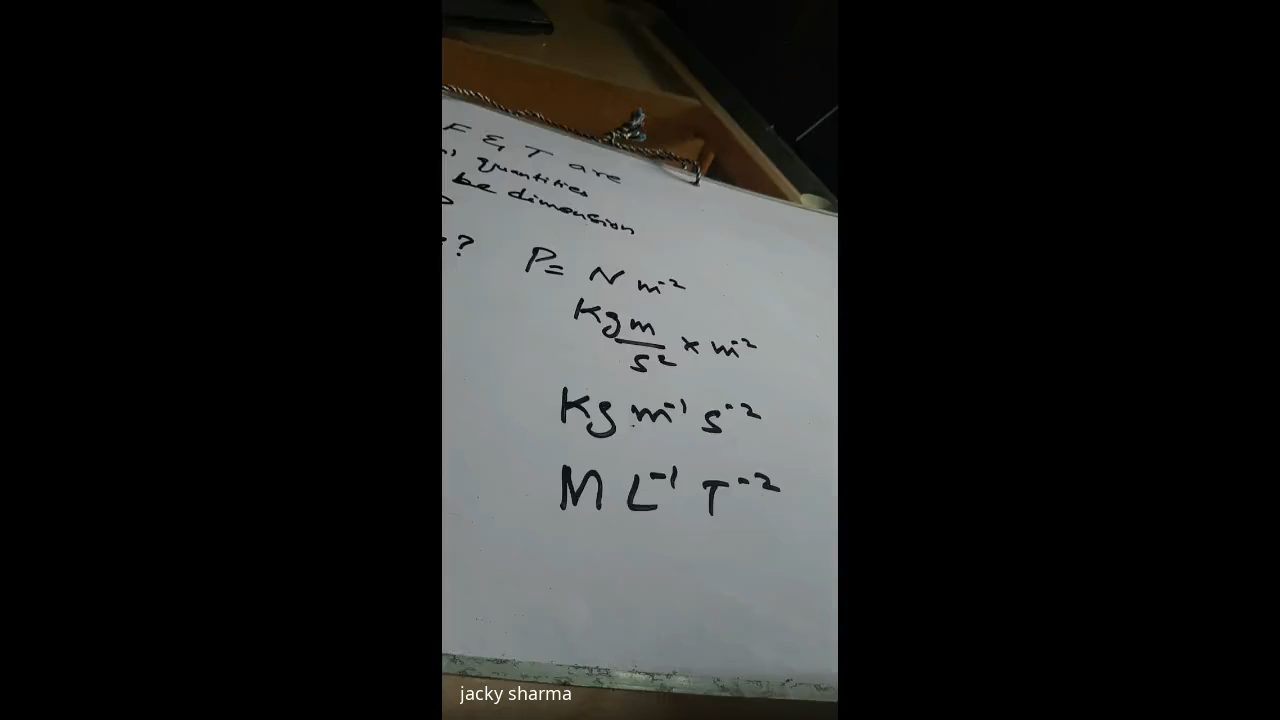 F & T are
quantities
be dimension
?
P = N m⁻²
Kg m / s² × m⁻²
Kg m⁻¹ s⁻²
M L⁻¹ T⁻²
jacky sharma